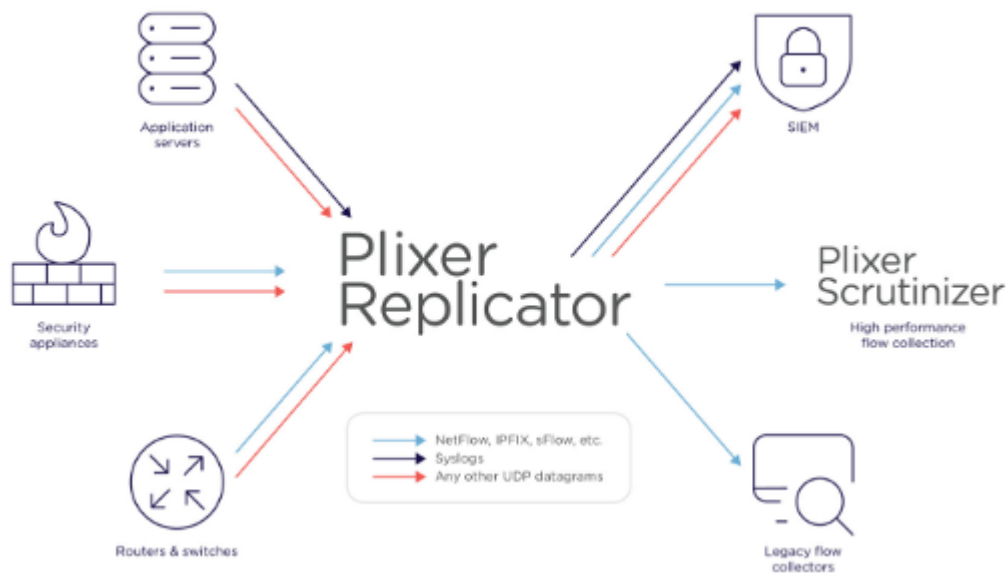 Application
servers
SIEM
Plixer
Replicator
Plixer
Scrutinizer
High performance
flow collection
Security
appliances
NetFlow, IPFIX, sFlow, etc.
Syslogs
Any other UDP datagrams
Routers & switches
Legacy flow
collectors